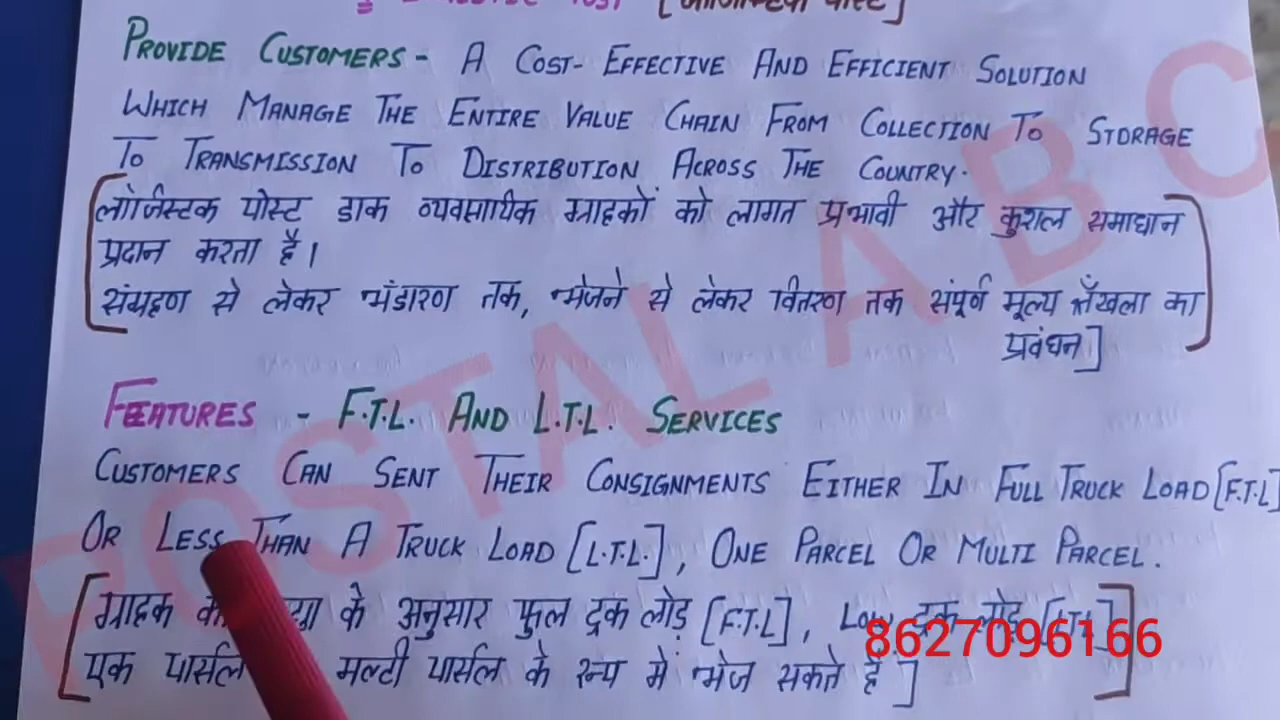 [लॉजिस्टिक पोस्ट]
PROVIDE CUSTOMERS - A COST-EFFECTIVE AND EFFICIENT SOLUTION
WHICH MANAGE THE ENTIRE VALUE CHAIN FROM COLLECTION TO STORAGE
TO TRANSMISSION TO DISTRIBUTION ACROSS THE COUNTRY.
[लॉजिस्टिक पोस्ट डाक व्यवसायिक ग्राहकों को लागत प्रभावी और कुशल समाधान
प्रदान करता है।
संग्रहण से लेकर भंडारण तक, भेजने से लेकर वितरण तक संपूर्ण मूल्य श्रृंखला का
प्रबंधन]
FEATURES - F.T.L. AND L.T.L. SERVICES
CUSTOMERS CAN SENT THEIR CONSIGNMENTS EITHER IN FULL TRUCK LOAD [F.T.L]
OR LESS THAN A TRUCK LOAD [L.T.L.], ONE PARCEL OR MULTI PARCEL.
[ग्राहक के अनुसार फुल ट्रक लोड [F.T.L], LOW ट्रक लोड [L.T.L]
एक पार्सल मल्टी पार्सल के रूप में भेज सकते हैं]
8627096166
POSTAL ABC